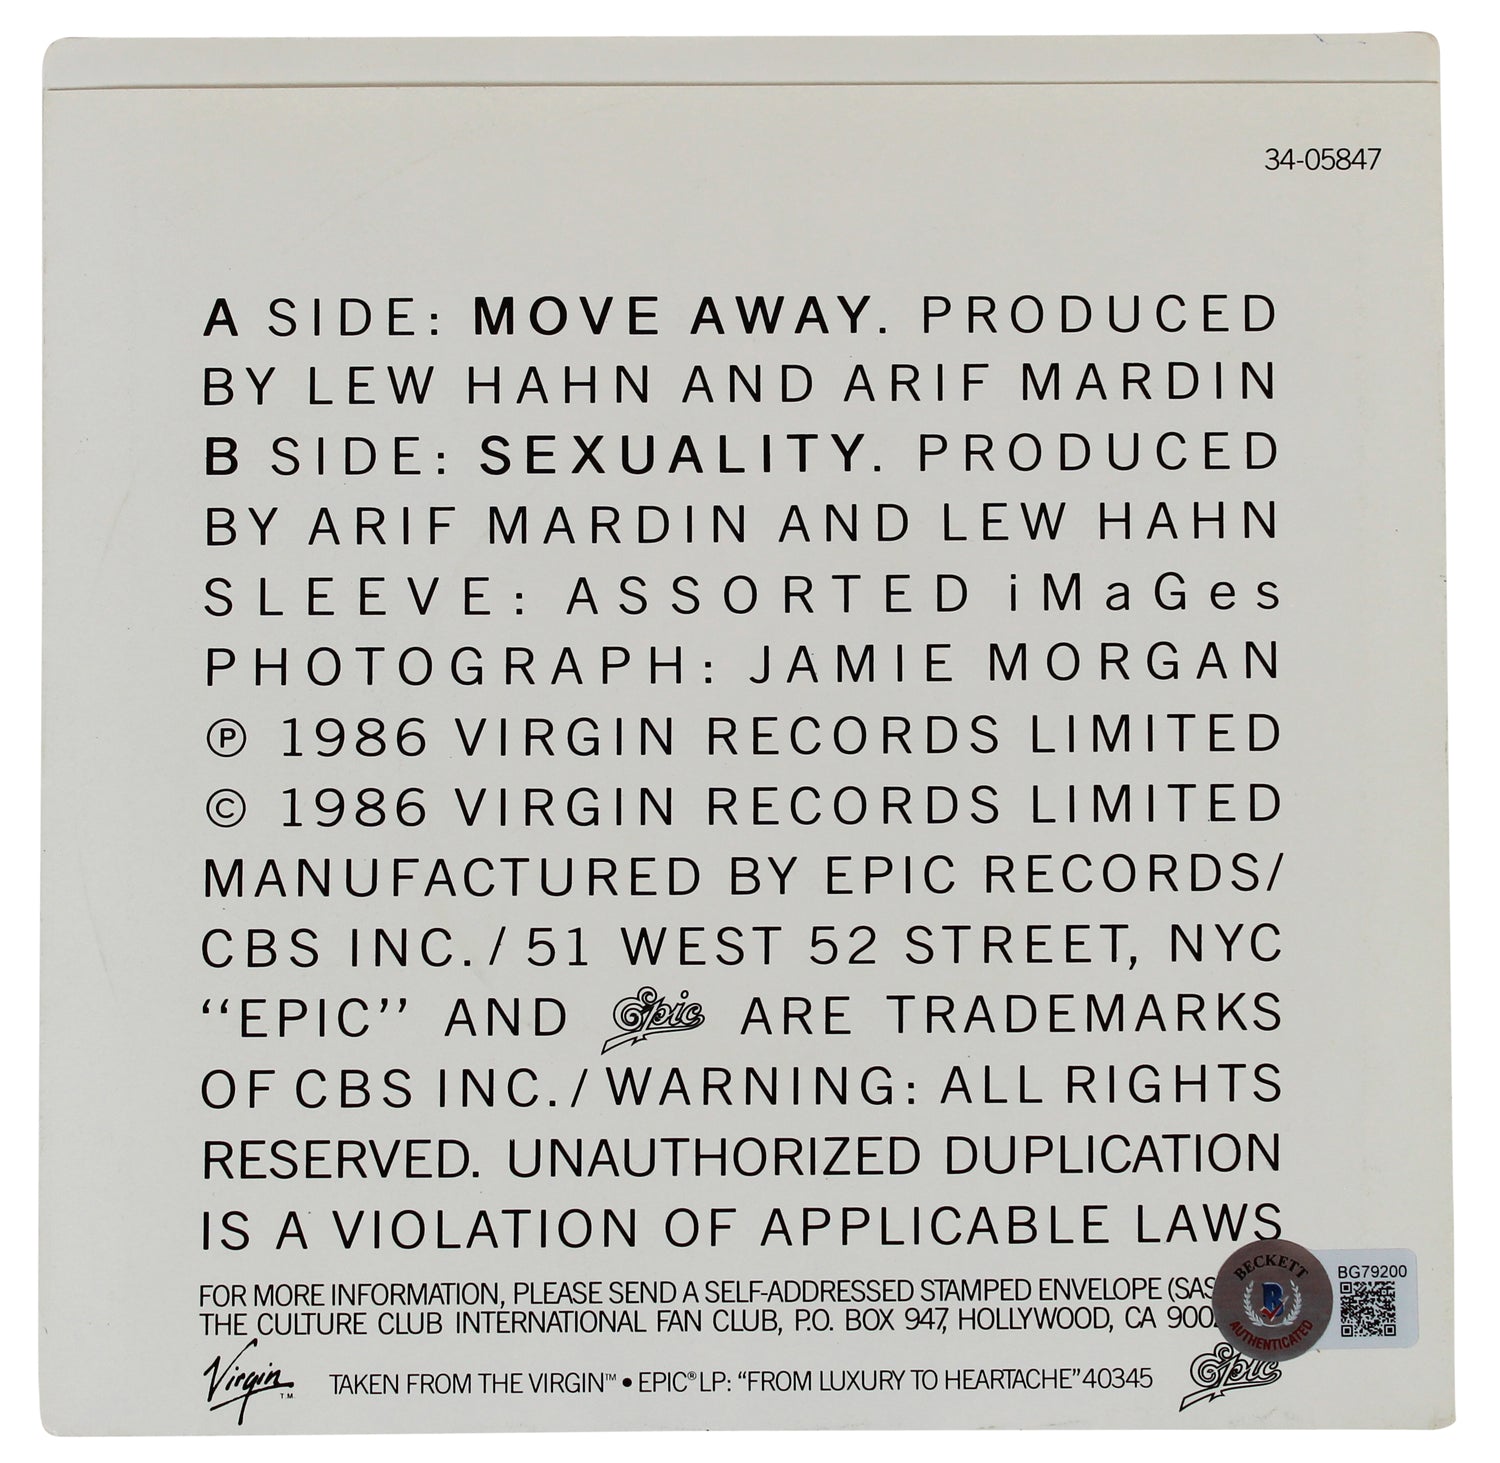 34-05847
A SIDE: MOVE AWAY. PRODUCED
BY LEW HAHN AND ARIF MARDIN
B SIDE: SEXUALITY. PRODUCED
BY ARIF MARDIN AND LEW HAHN
SLEEVE: ASSORTED iMaGes
PHOTOGRAPH: JAMIE MORGAN
℗ 1986 VIRGIN RECORDS LIMITED
© 1986 VIRGIN RECORDS LIMITED
MANUFACTURED BY EPIC RECORDS/
CBS INC./51 WEST 52 STREET, NYC
“EPIC” AND Epic ARE TRADEMARKS
OF CBS INC./WARNING: ALL RIGHTS
RESERVED. UNAUTHORIZED DUPLICATION
IS A VIOLATION OF APPLICABLE LAWS
FOR MORE INFORMATION, PLEASE SEND A SELF-ADDRESSED STAMPED ENVELOPE
THE CULTURE CLUB INTERNATIONAL FAN CLUB, P.O. BOX 947, HOLLYWOOD, CA
BECKETT
B
AUTHENTICATED
BG79200
Virgin™ TAKEN FROM THE VIRGIN™ • EPIC® LP: “FROM LUXURY TO HEARTACHE” 40345 Epic